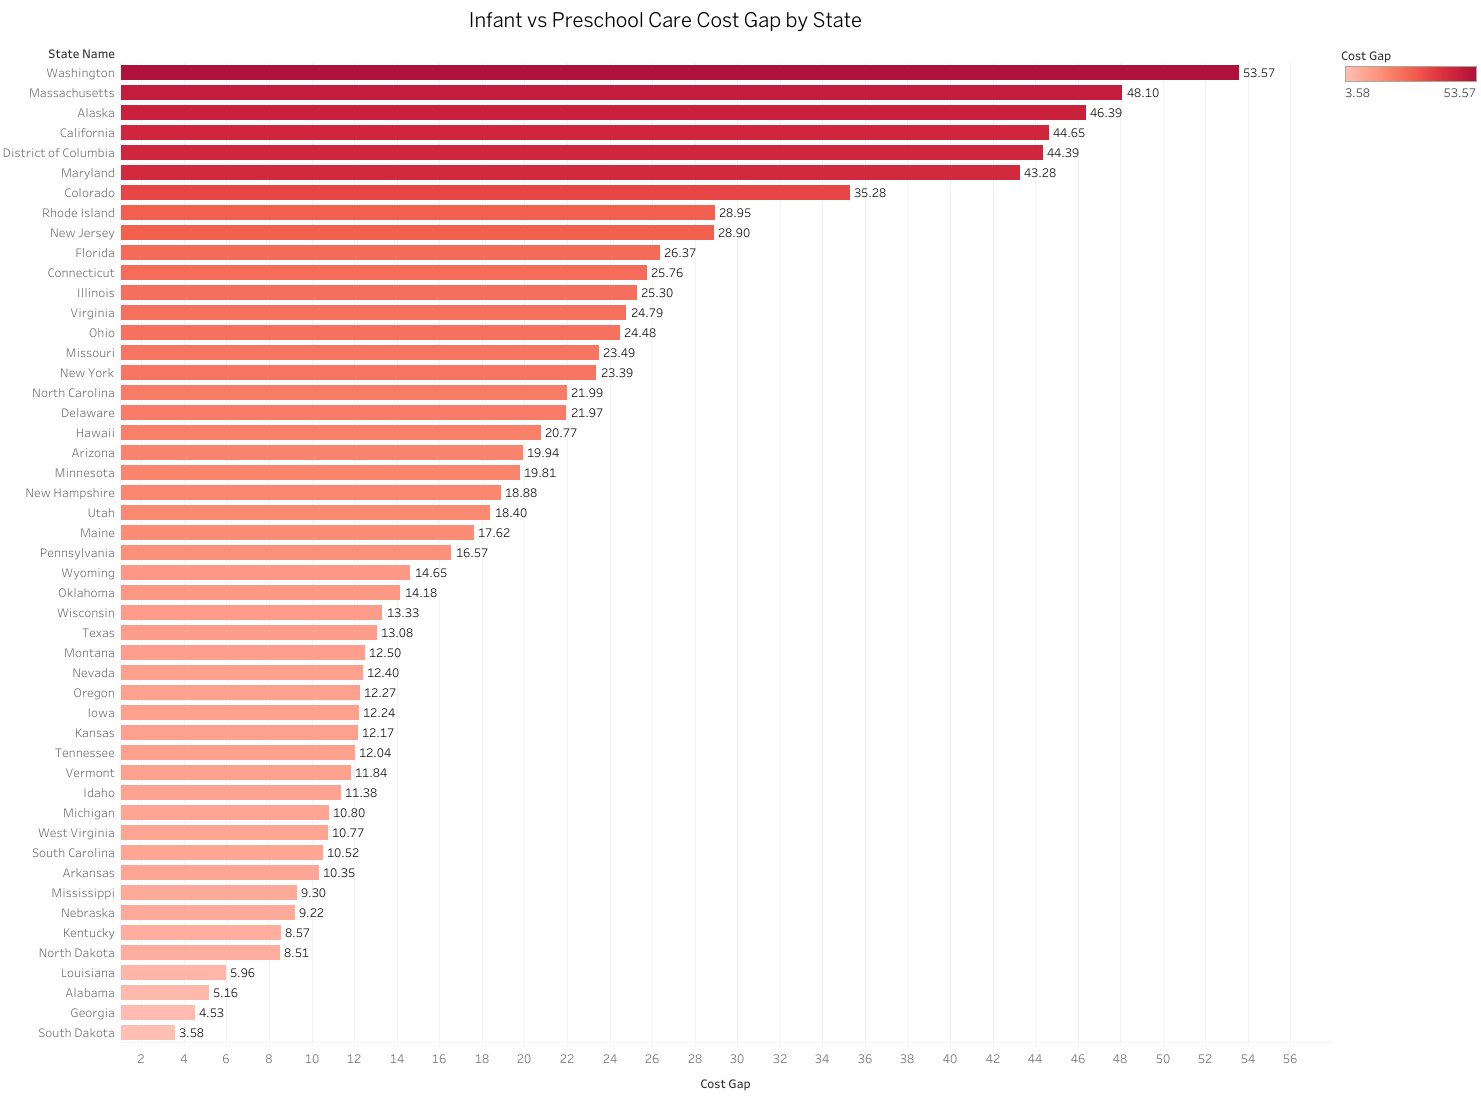 Infant vs Preschool Care Cost Gap by State
State Name
Washington 53.57
Massachusetts 48.10
Alaska 46.39
California 44.65
District of Columbia 44.39
Maryland 43.28
Colorado 35.28
Rhode Island 28.95
New Jersey 28.90
Florida 26.37
Connecticut 25.76
Illinois 25.30
Virginia 24.79
Ohio 24.48
Missouri 23.49
New York 23.39
North Carolina 21.99
Delaware 21.97
Hawaii 20.77
Arizona 19.94
Minnesota 19.81
New Hampshire 18.88
Utah 18.40
Maine 17.62
Pennsylvania 16.57
Wyoming 14.65
Oklahoma 14.18
Wisconsin 13.33
Texas 13.08
Montana 12.50
Nevada 12.40
Oregon 12.27
Iowa 12.24
Kansas 12.17
Tennessee 12.04
Vermont 11.84
Idaho 11.38
Michigan 10.80
West Virginia 10.77
South Carolina 10.52
Arkansas 10.35
Mississippi 9.30
Nebraska 9.22
Kentucky 8.57
North Dakota 8.51
Louisiana 5.96
Alabama 5.16
Georgia 4.53
South Dakota 3.58
2 4 6 8 10 12 14 16 18 20 22 24 26 28 30 32 34 36 38 40 42 44 46 48 50 52 54 56
Cost Gap
Cost Gap
3.58 53.57